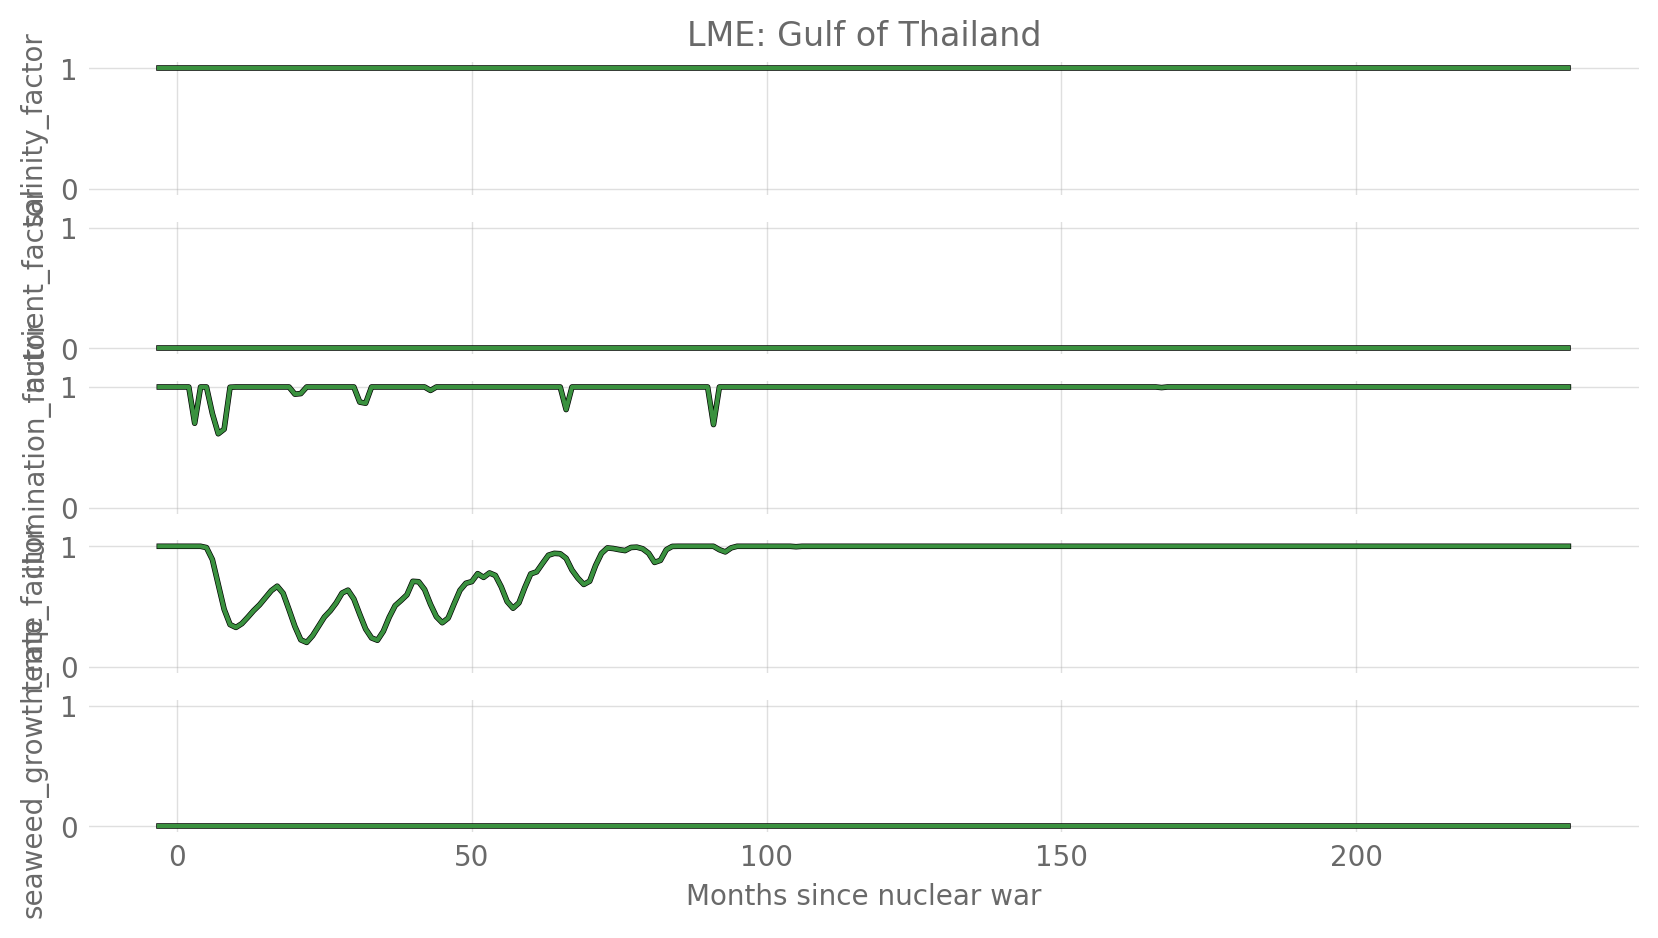 LME: Gulf of Thailand
salinity_factor
1
0
nutrient_factor
1
0
illumination_factor
1
0
temp_factor
1
0
seaweed_growth_rate
1
0
0
50
100
150
200
Months since nuclear war